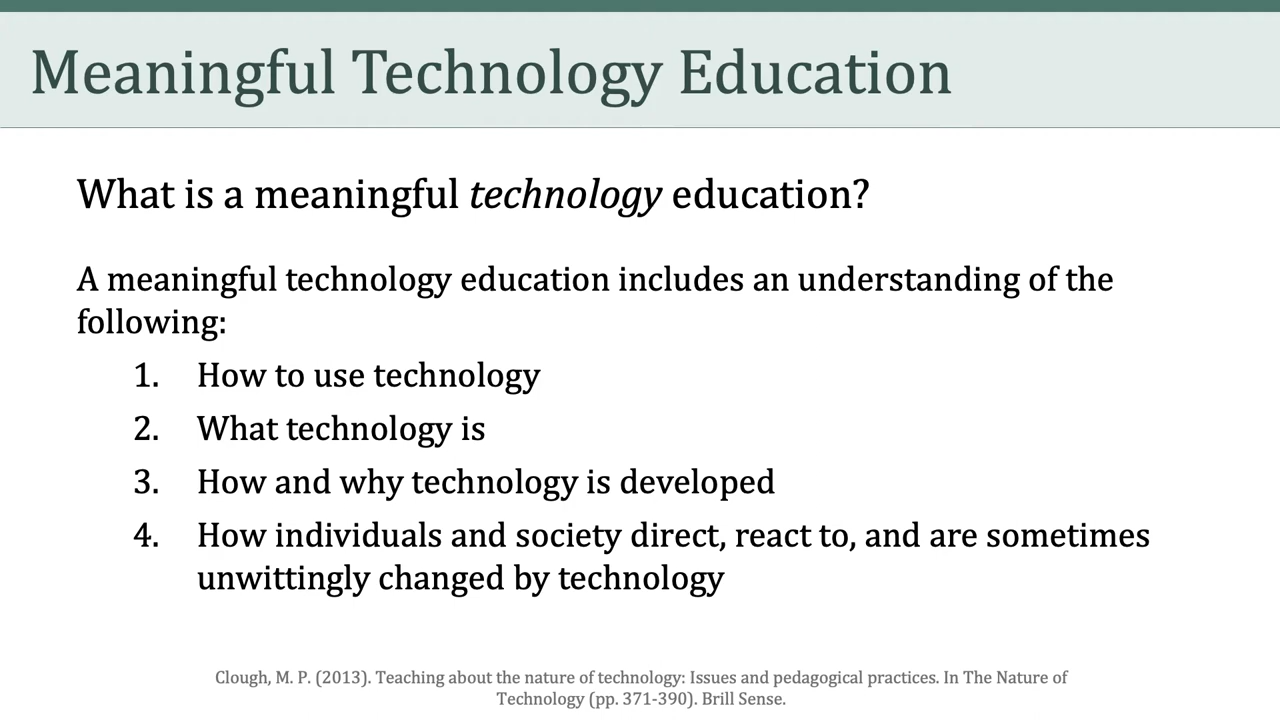 Meaningful Technology Education
What is a meaningful technology education?
A meaningful technology education includes an understanding of the
following:
1. How to use technology
2. What technology is
3. How and why technology is developed
4. How individuals and society direct, react to, and are sometimes
unwittingly changed by technology
Clough, M. P. (2013). Teaching about the nature of technology: Issues and pedagogical practices. In The Nature of
Technology (pp. 371-390). Brill Sense.